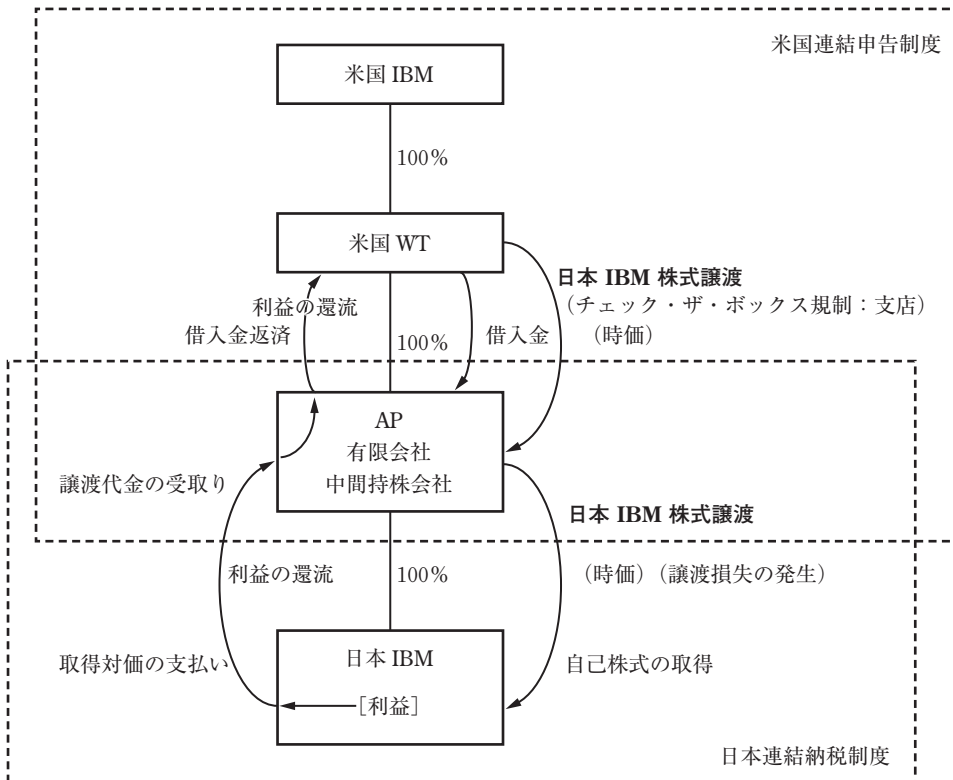 米国連結申告制度
米国 IBM
100%
米国 WT
日本 IBM 株式譲渡
(チェック・ザ・ボックス規制:支店)
(時価)
利益の還流
借入金返済
100%
借入金
AP
有限会社
中間持株会社
譲渡代金の受取り
日本 IBM 株式譲渡
利益の還流
100%
(時価)(譲渡損失の発生)
取得対価の支払い
日本 IBM
自己株式の取得
[利益]
日本連結納税制度